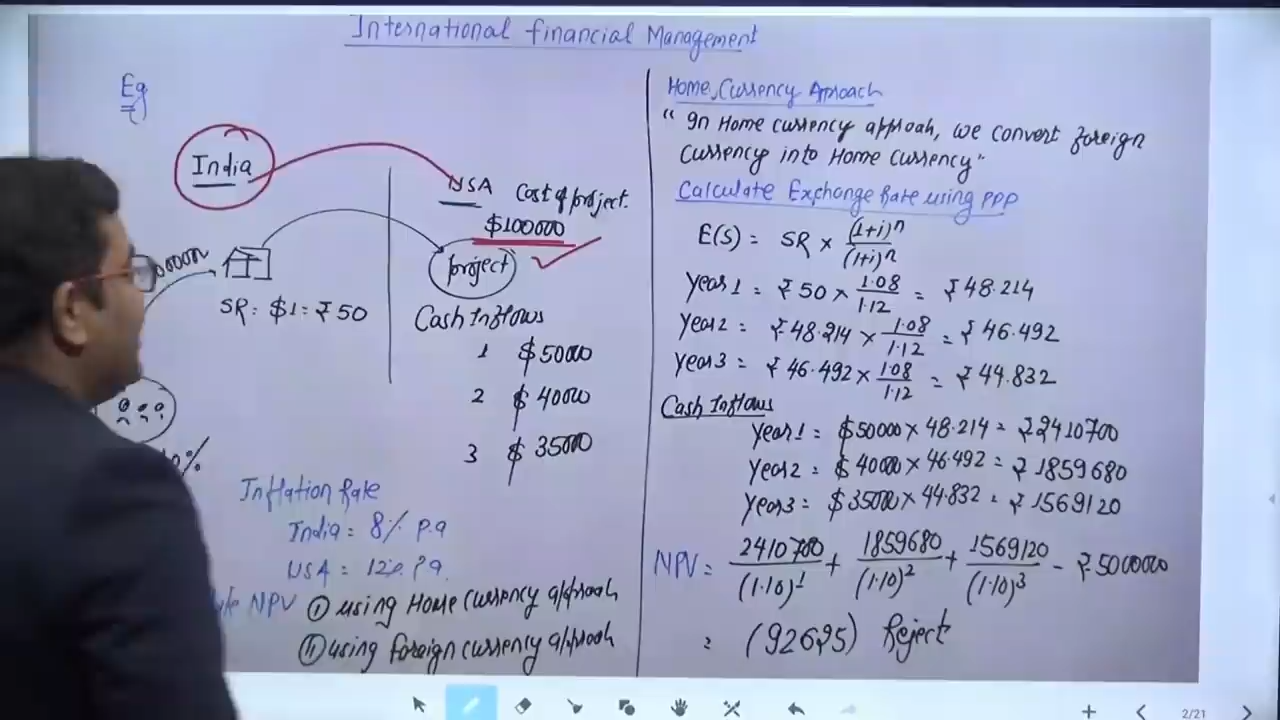 International financial Management
Eg
India
USA
Cost of project.
$100000
project
SR: $1 = ₹50
Cash Inflows
1 $50000
2 $ 40000
3 $ 35000
Inflation Rate
India = 8% p.a
USA = 12% p.a.
NPV ① using Home Currency approach
② using foreign currency approach
Home Currency Approach
“ In Home currency approah, we convert foreign
currency into Home currency”
Calculate Exchange Rate using PPP
E(S) = SR × (1+i)ⁿ / (1+i)ⁿ
Year 1 = ₹50 × 1.08 / 1.12 = ₹48.214
Year 2 = ₹48.214 × 1.08 / 1.12 = ₹46.492
Year 3 = ₹46.492 × 1.08 / 1.12 = ₹44.832
Cash Inflows
Year 1 = $50000 × 48.214 = ₹2410700
Year 2 = $40000 × 46.492 = ₹1859680
Year 3 = $35000 × 44.832 = ₹1569120
NPV = 2410700 / (1.10)¹ + 1859680 / (1.10)² + 1569120 / (1.10)³ - ₹5000000
= (92695) Reject
2/21